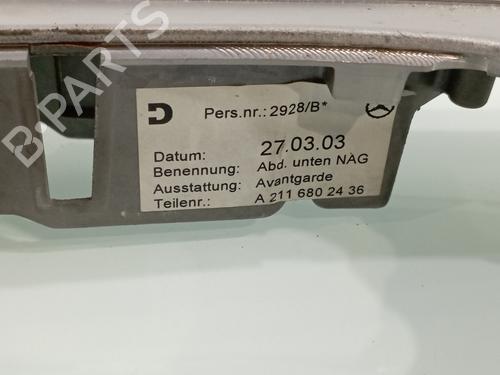 B-PARTS
D Pers.nr.: 2928/B*
Datum: 27.03.03
Benennung: Abd. unten NAG
Ausstattung: Avantgarde
Teilenr.: A 211 680 24 36